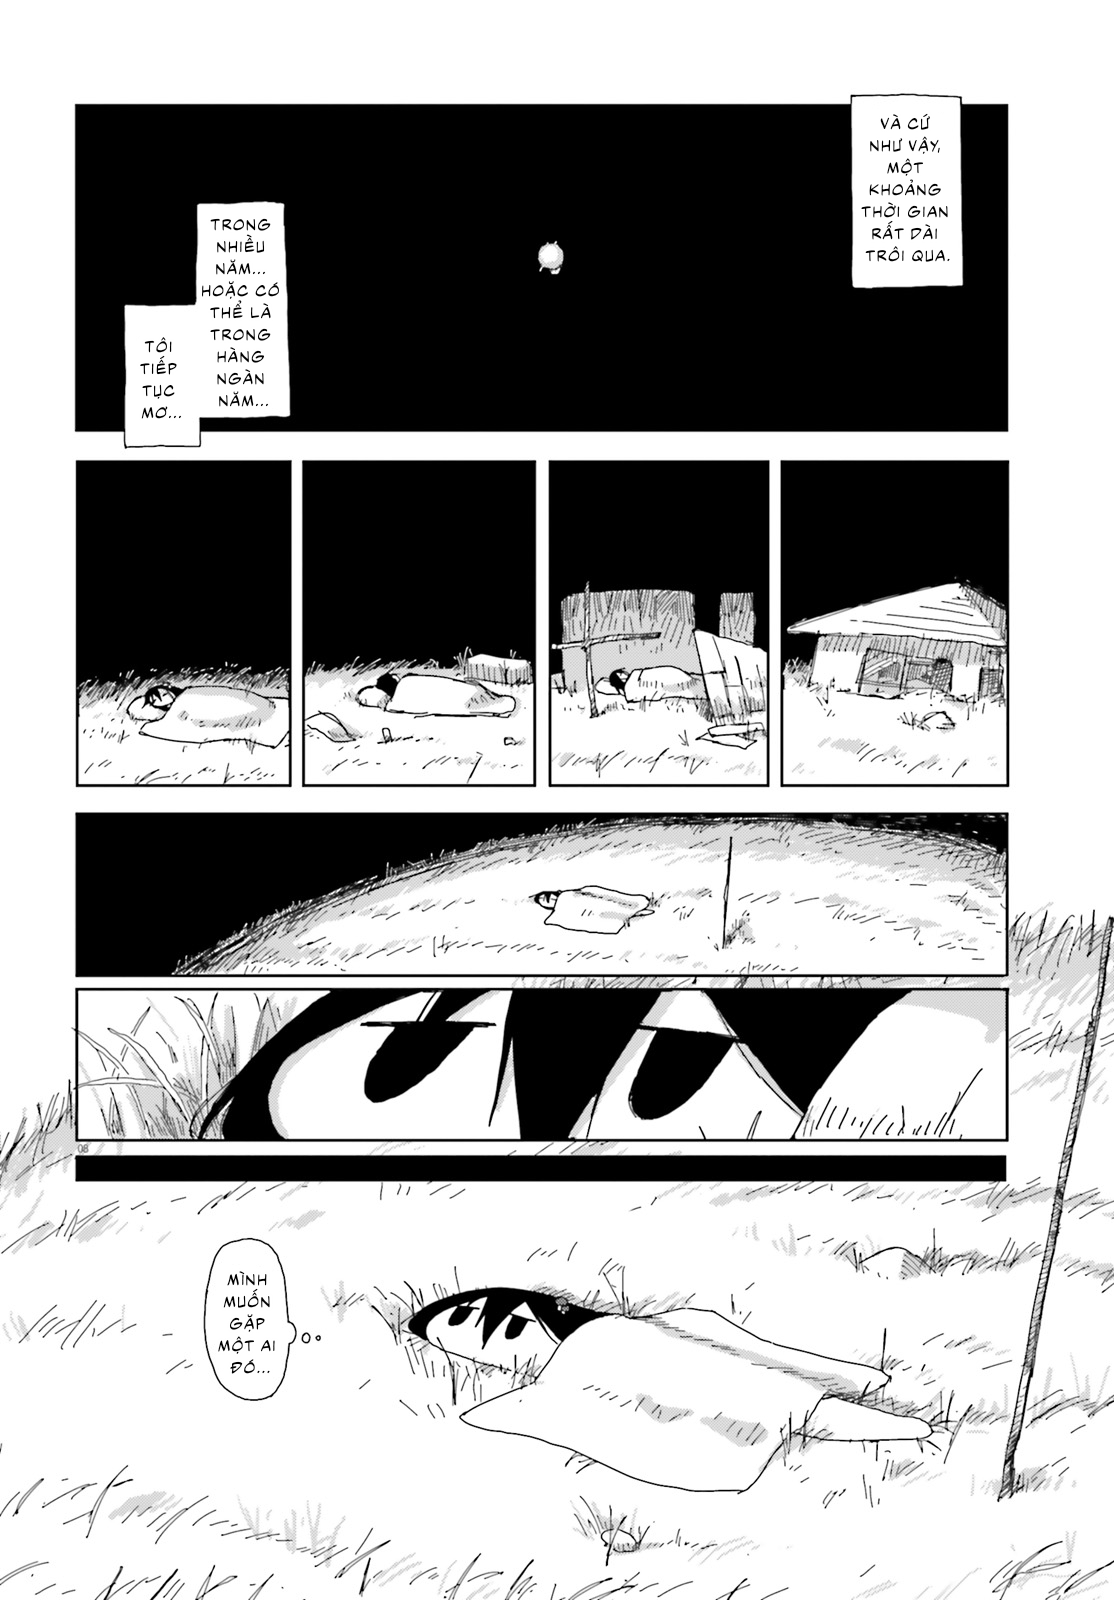 VÀ CỨ
NHƯ VẬY,
MỘT
KHOẢNG
THỜI GIAN
RẤT DÀI
TRÔI QUA.
TRONG
NHIỀU
NĂM...
HOẶC CÓ
THỂ LÀ
TRONG
HÀNG
NGÀN
NĂM...
TÔI
TIẾP
TỤC
MƠ...
08
MÌNH
MUỐN
GẶP
MỘT AI
ĐÓ...